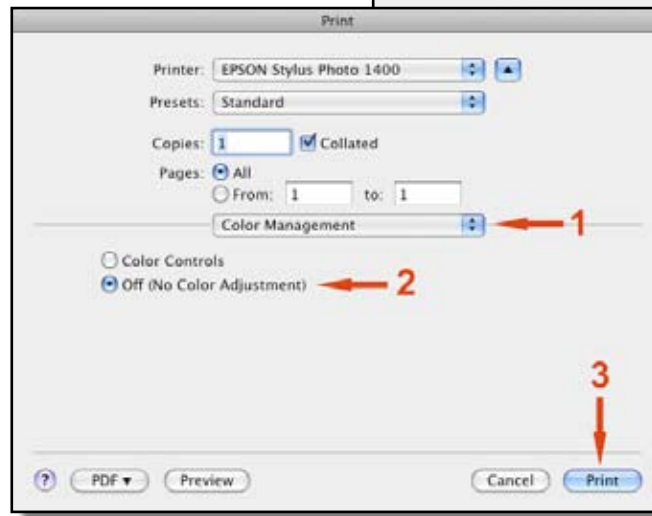 Print
Printer: EPSON Stylus Photo 1400
Presets: Standard
Copies: 1 Collated
Pages: All
From: 1 to: 1
Color Management 1
Color Controls
Off (No Color Adjustment) 2
3
? PDF Preview Cancel Print